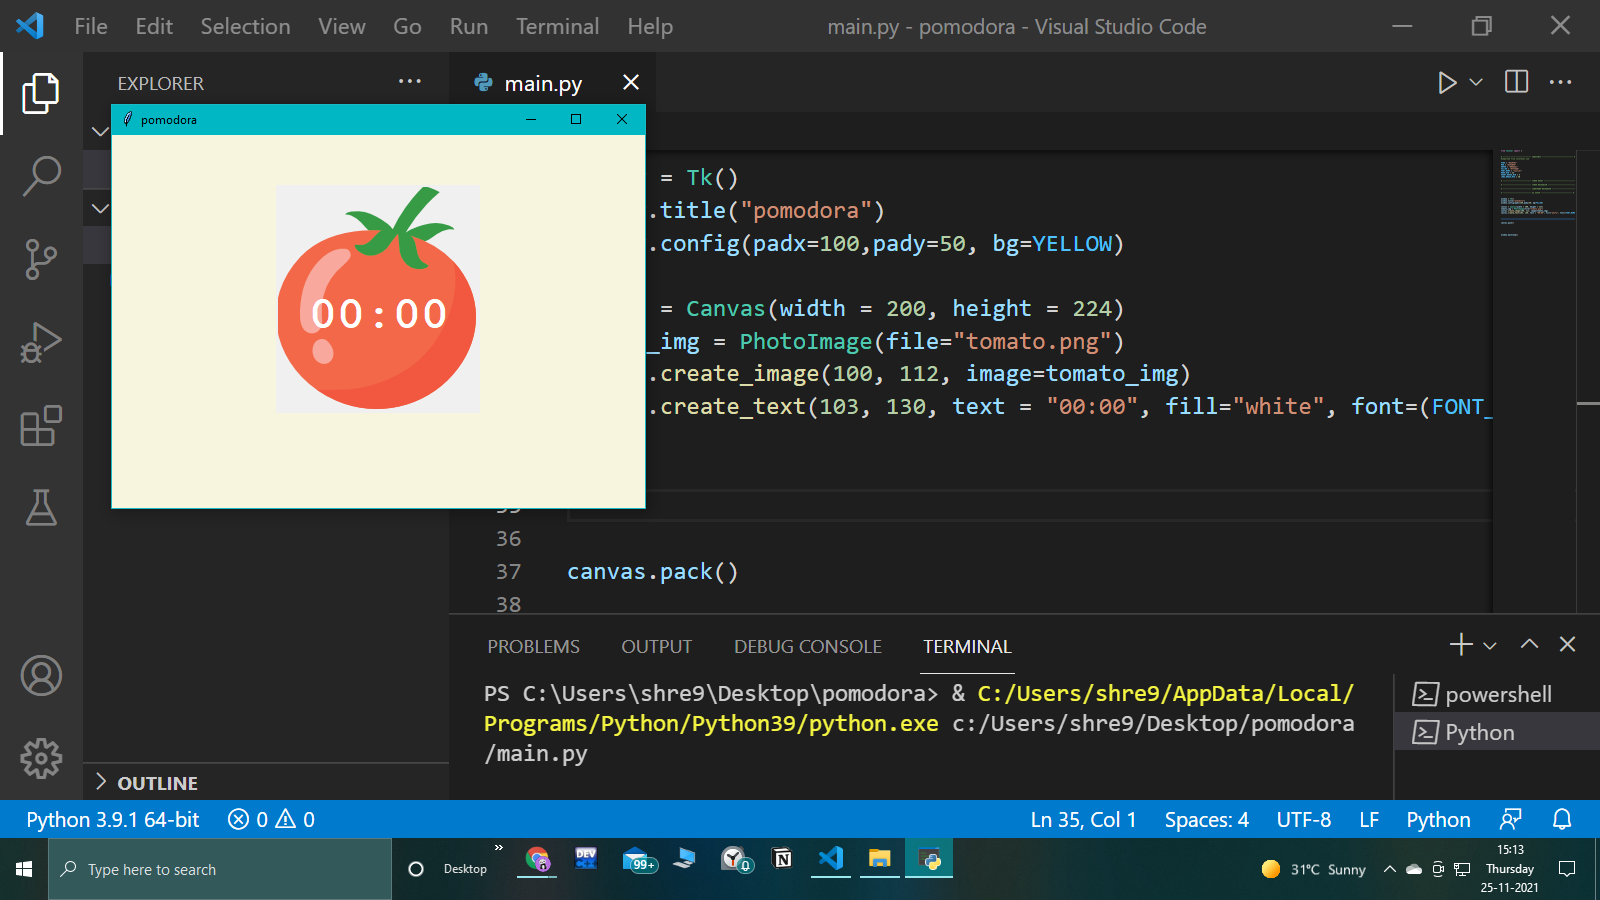 File Edit Selection View Go Run Terminal Help main.py - pomodora - Visual Studio Code
EXPLORER
main.py
pomodora
00:00
= Tk()
.title("pomodora")
.config(padx=100,pady=50, bg=YELLOW)
= Canvas(width = 200, height = 224)
_img = PhotoImage(file="tomato.png")
.create_image(100, 112, image=tomato_img)
.create_text(103, 130, text = "00:00", fill="white", font=(FONT_
36
37 canvas.pack()
38
PROBLEMS OUTPUT DEBUG CONSOLE TERMINAL
PS C:\Users\shre9\Desktop\pomodora> & C:/Users/shre9/AppData/Local/
Programs/Python/Python39/python.exe c:/Users/shre9/Desktop/pomodora
/main.py
powershell
Python
OUTLINE
Python 3.9.1 64-bit 0 0 Ln 35, Col 1 Spaces: 4 UTF-8 LF Python
Type here to search
Desktop
DEV
99+
0
31°C Sunny
15:13
Thursday
25-11-2021